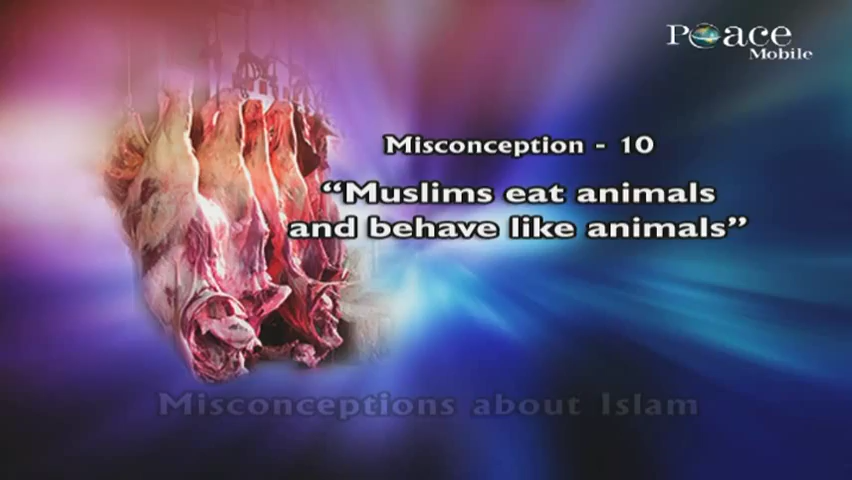 Peace
Mobile
Misconception - 10
“Muslims eat animals
and behave like animals”
Misconceptions about Islam